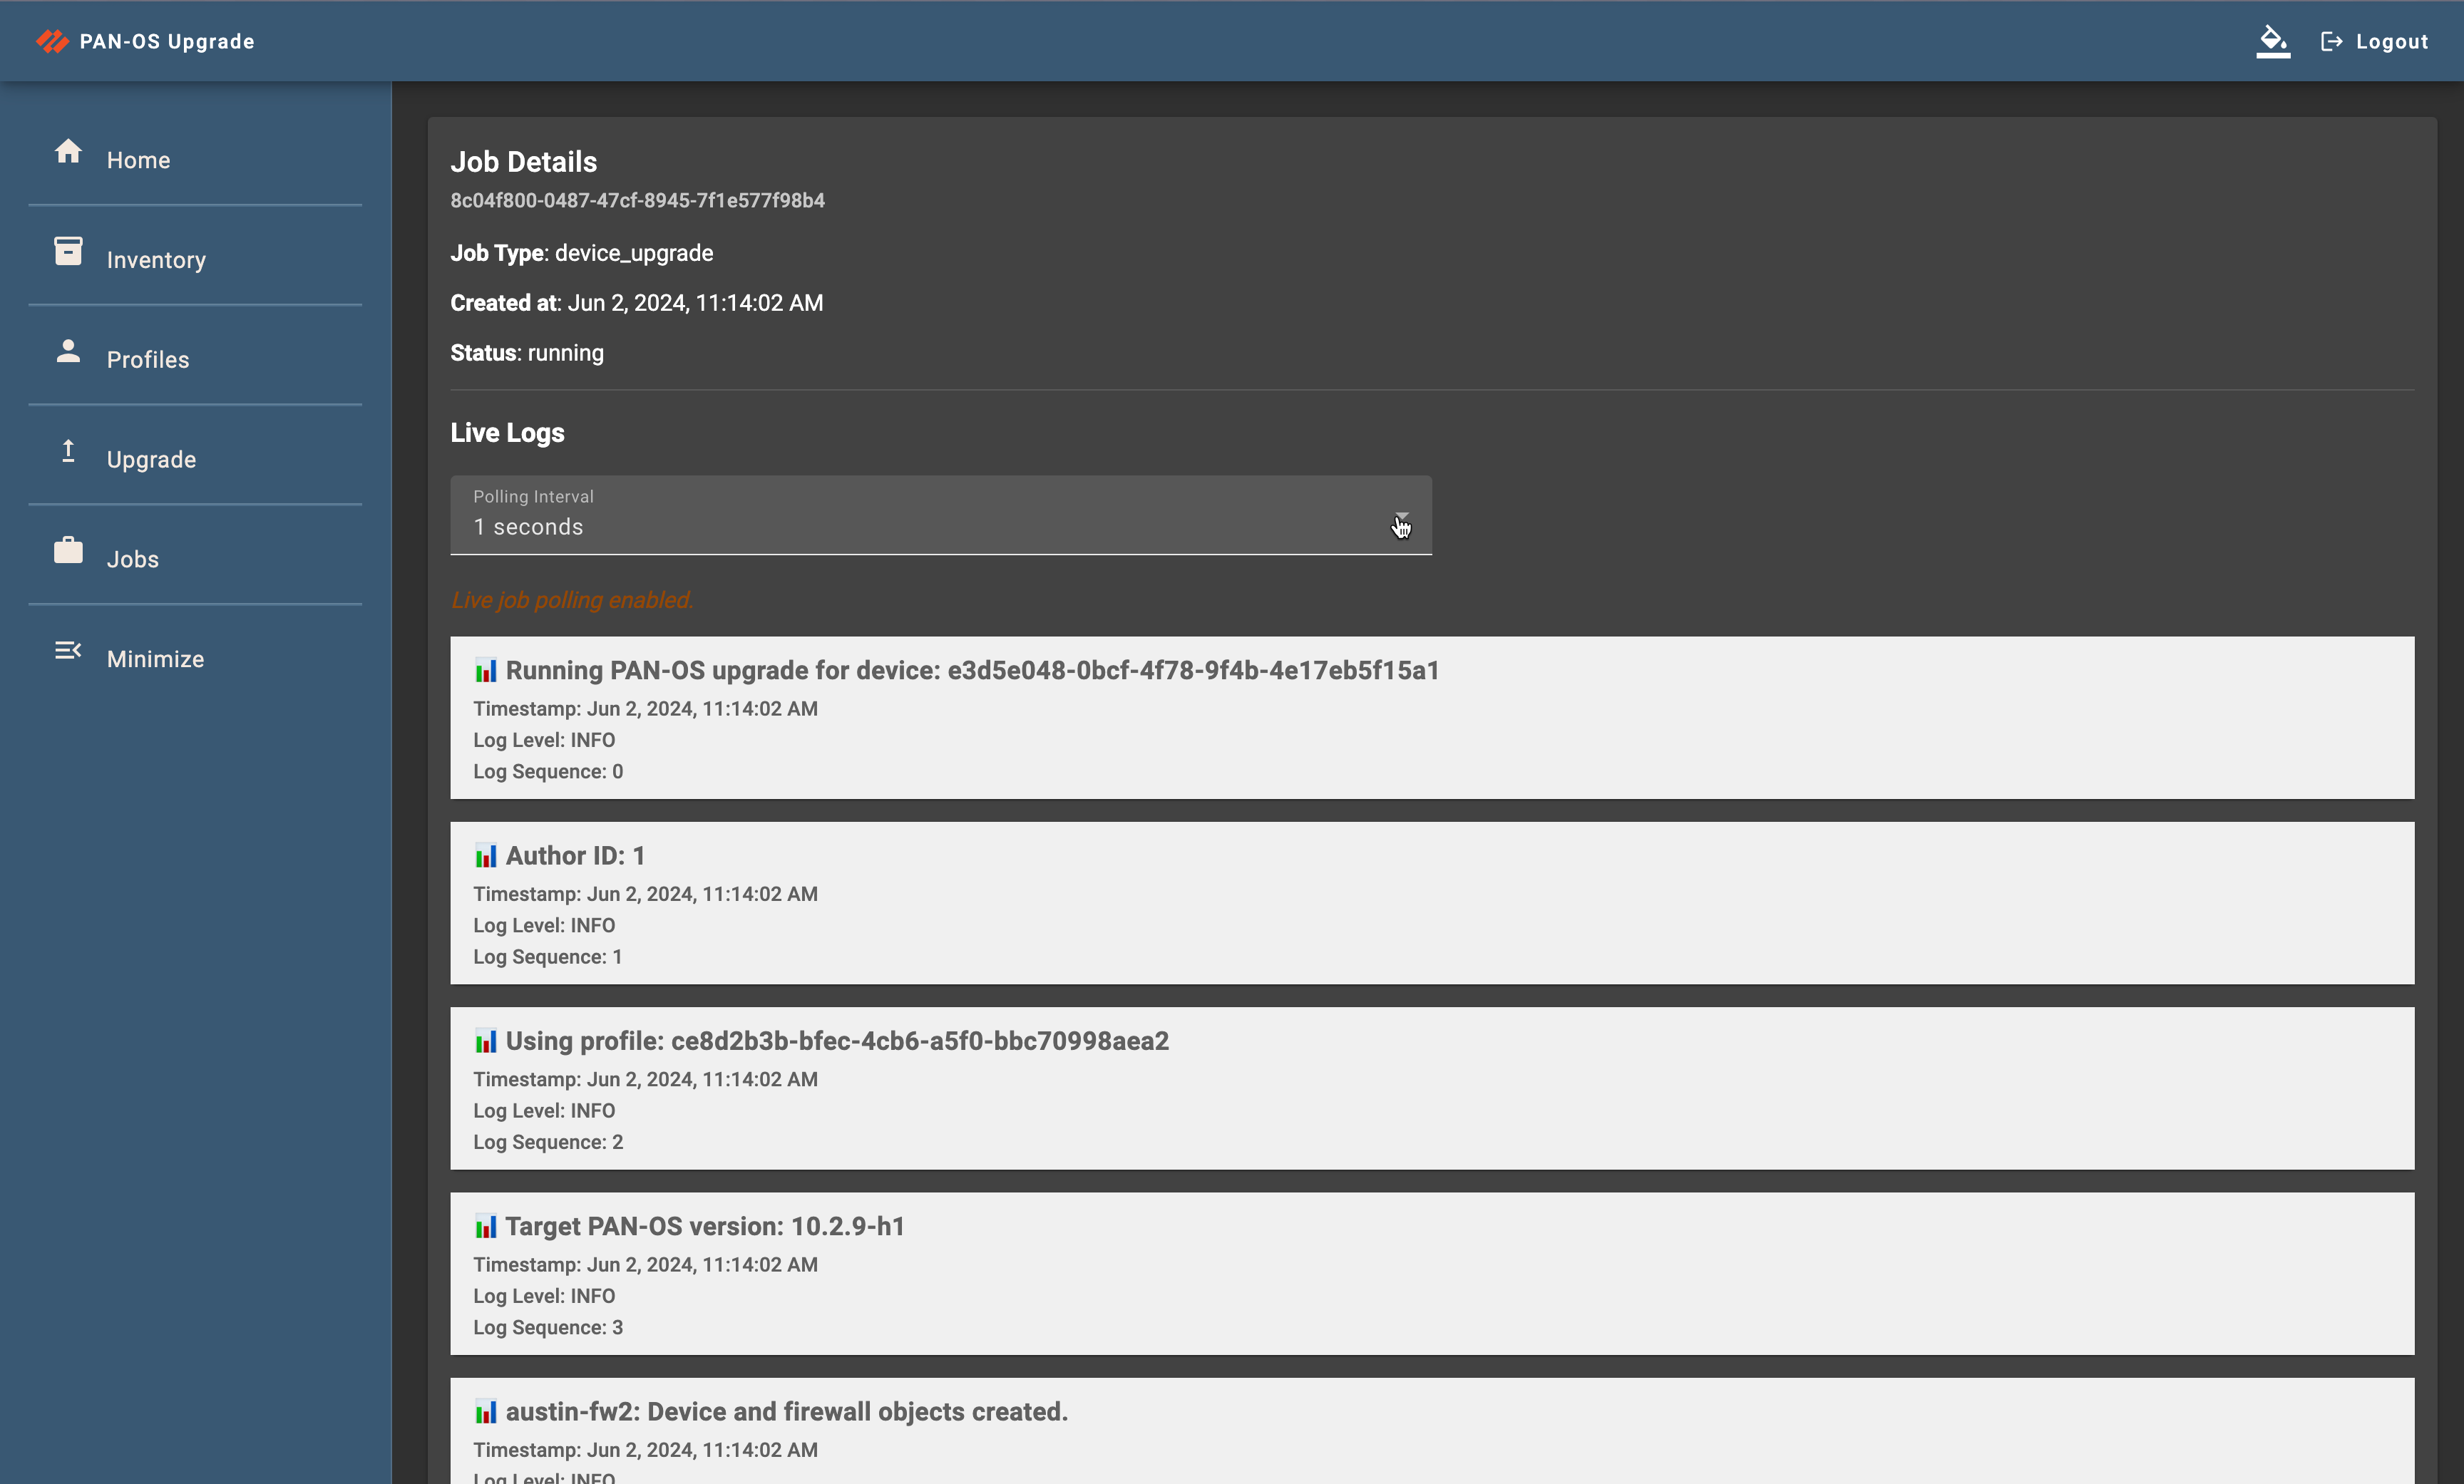 PAN-OS Upgrade
Logout
Home
Inventory
Profiles
Upgrade
Jobs
Minimize
Job Details
8c04f800-0487-47cf-8945-7f1e577f98b4
Job Type: device_upgrade
Created at: Jun 2, 2024, 11:14:02 AM
Status: running
Live Logs
Polling Interval
1 seconds
Live job polling enabled.
Running PAN-OS upgrade for device: e3d5e048-0bcf-4f78-9f4b-4e17eb5f15a1
Timestamp: Jun 2, 2024, 11:14:02 AM
Log Level: INFO
Log Sequence: 0
Author ID: 1
Timestamp: Jun 2, 2024, 11:14:02 AM
Log Level: INFO
Log Sequence: 1
Using profile: ce8d2b3b-bfec-4cb6-a5f0-bbc70998aea2
Timestamp: Jun 2, 2024, 11:14:02 AM
Log Level: INFO
Log Sequence: 2
Target PAN-OS version: 10.2.9-h1
Timestamp: Jun 2, 2024, 11:14:02 AM
Log Level: INFO
Log Sequence: 3
austin-fw2: Device and firewall objects created.
Timestamp: Jun 2, 2024, 11:14:02 AM
Log Level: INFO